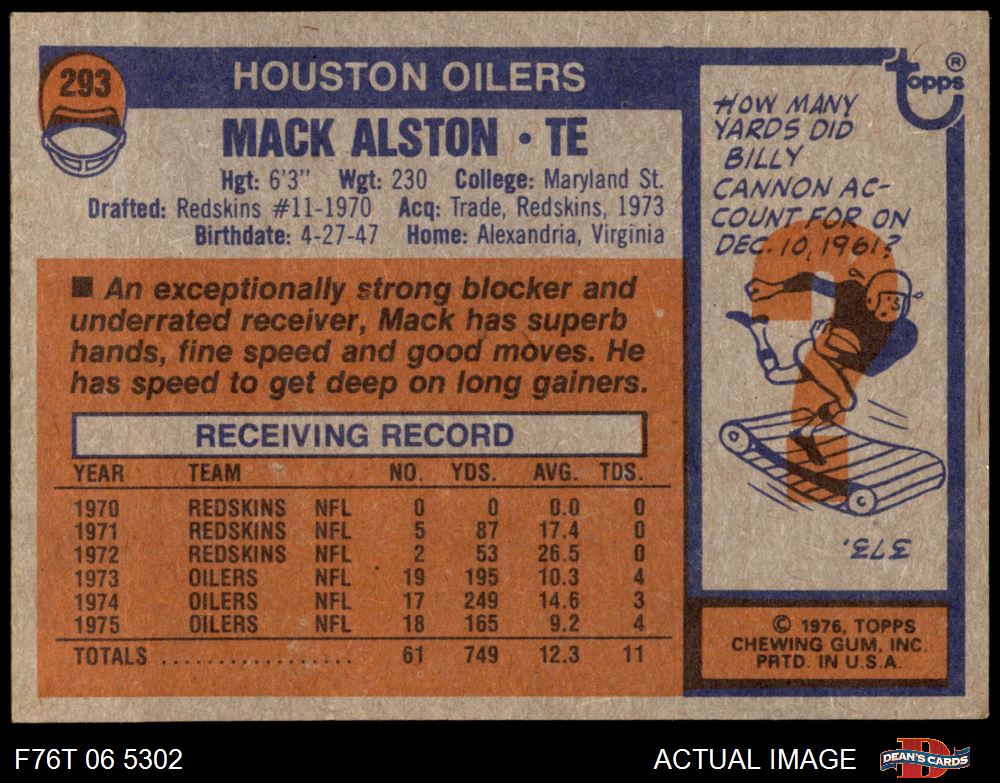 293
HOUSTON OILERS
MACK ALSTON • TE
Hgt: 6'3" Wgt: 230 College: Maryland St.
Drafted: Redskins #11-1970 Acq: Trade, Redskins, 1973
Birthdate: 4-27-47 Home: Alexandria, Virginia
■ An exceptionally strong blocker and
underrated receiver, Mack has superb
hands, fine speed and good moves. He
has speed to get deep on long gainers.
RECEIVING RECORD
YEAR TEAM NO. YDS. AVG. TDS.
1970 REDSKINS NFL 0 0 0.0 0
1971 REDSKINS NFL 5 87 17.4 0
1972 REDSKINS NFL 2 53 26.5 0
1973 OILERS NFL 19 195 10.3 4
1974 OILERS NFL 17 249 14.6 3
1975 OILERS NFL 18 165 9.2 4
TOTALS .................. 61 749 12.3 11
topps ®
HOW MANY
YARDS DID
BILLY
CANNON AC-
COUNT FOR ON
DEC. 10, 1961?
?
373.
© 1976, TOPPS
CHEWING GUM, INC.
PRTD. IN U.S.A.
F76T 06 5302
ACTUAL IMAGE
D
DEAN'S CARDS